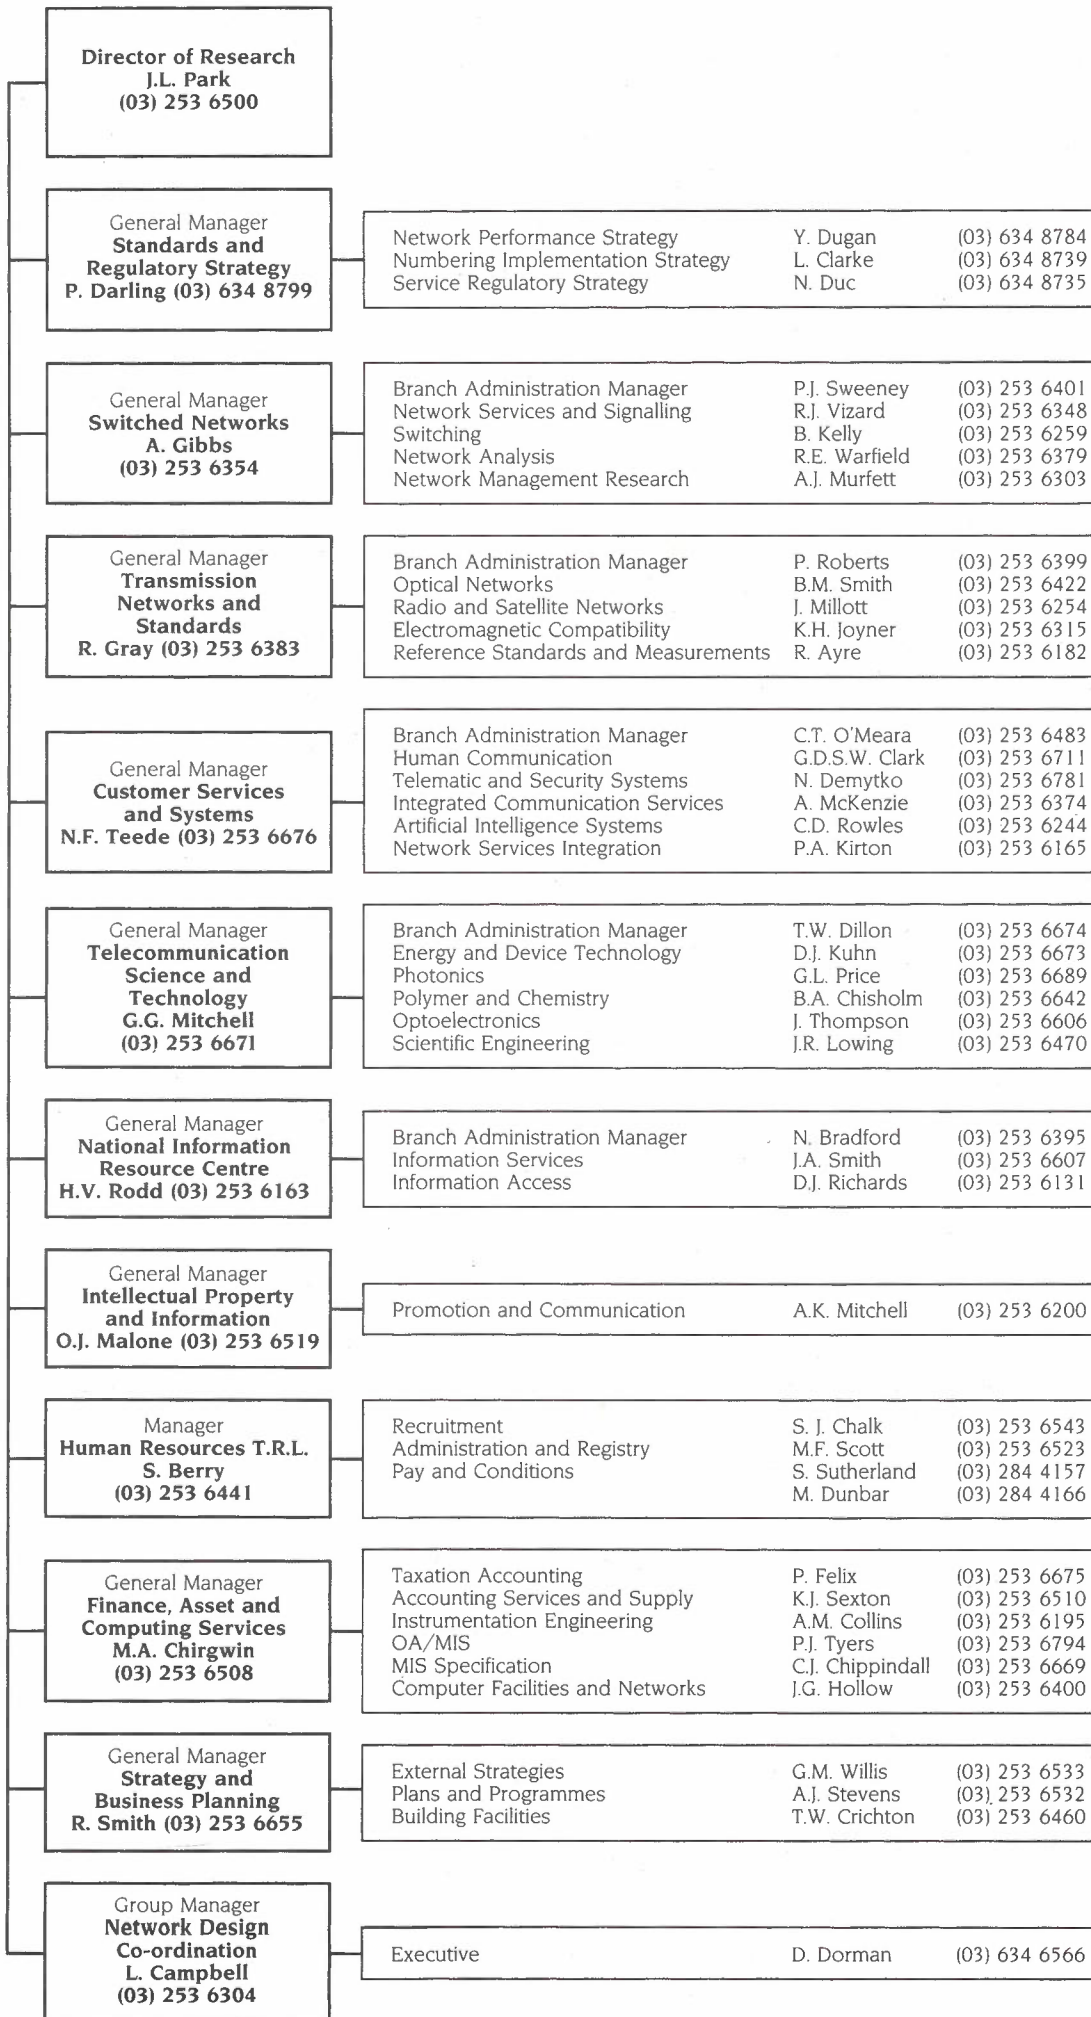 Director of Research
J.L. Park
(03) 253 6500
General Manager
Standards and
Regulatory Strategy
P. Darling (03) 634 8799
Network Performance Strategy Y. Dugan (03) 634 8784
Numbering Implementation Strategy L. Clarke (03) 634 8739
Service Regulatory Strategy N. Duc (03) 634 8735
General Manager
Switched Networks
A. Gibbs
(03) 253 6354
Branch Administration Manager P.J. Sweeney (03) 253 6401
Network Services and Signalling R.J. Vizard (03) 253 6348
Switching B. Kelly (03) 253 6259
Network Analysis R.E. Warfield (03) 253 6379
Network Management Research A.J. Murfett (03) 253 6303
General Manager
Transmission
Networks and
Standards
R. Gray (03) 253 6383
Branch Administration Manager P. Roberts (03) 253 6399
Optical Networks B.M. Smith (03) 253 6422
Radio and Satellite Networks J. Millott (03) 253 6254
Electromagnetic Compatibility K.H. Joyner (03) 253 6315
Reference Standards and Measurements R. Ayre (03) 253 6182
General Manager
Customer Services
and Systems
N.F. Teede (03) 253 6676
Branch Administration Manager C.T. O'Meara (03) 253 6483
Human Communication G.D.S.W. Clark (03) 253 6711
Telematic and Security Systems N. Demytko (03) 253 6781
Integrated Communication Services A. McKenzie (03) 253 6374
Artificial Intelligence Systems C.D. Rowles (03) 253 6244
Network Services Integration P.A. Kirton (03) 253 6165
General Manager
Telecommunication
Science and
Technology
G.G. Mitchell
(03) 253 6671
Branch Administration Manager T.W. Dillon (03) 253 6674
Energy and Device Technology D.J. Kuhn (03) 253 6673
Photonics G.L. Price (03) 253 6689
Polymer and Chemistry B.A. Chisholm (03) 253 6642
Optoelectronics J. Thompson (03) 253 6606
Scientific Engineering J.R. Lowing (03) 253 6470
General Manager
National Information
Resource Centre
H.V. Rodd (03) 253 6163
Branch Administration Manager N. Bradford (03) 253 6395
Information Services J.A. Smith (03) 253 6607
Information Access D.J. Richards (03) 253 6131
General Manager
Intellectual Property
and Information
O.J. Malone (03) 253 6519
Promotion and Communication A.K. Mitchell (03) 253 6200
Manager
Human Resources T.R.L.
S. Berry
(03) 253 6441
Recruitment S. J. Chalk (03) 253 6543
Administration and Registry M.F. Scott (03) 253 6523
Pay and Conditions S. Sutherland (03) 284 4157
M. Dunbar (03) 284 4166
General Manager
Finance, Asset and
Computing Services
M.A. Chirgwin
(03) 253 6508
Taxation Accounting P. Felix (03) 253 6675
Accounting Services and Supply K.J. Sexton (03) 253 6510
Instrumentation Engineering A.M. Collins (03) 253 6195
OA/MIS P.J. Tyers (03) 253 6794
MIS Specification C.J. Chippindall (03) 253 6669
Computer Facilities and Networks J.G. Hollow (03) 253 6400
General Manager
Strategy and
Business Planning
R. Smith (03) 253 6655
External Strategies G.M. Willis (03) 253 6533
Plans and Programmes A.J. Stevens (03) 253 6532
Building Facilities T.W. Crichton (03) 253 6460
Group Manager
Network Design
Co-ordination
L. Campbell
(03) 253 6304
Executive D. Dorman (03) 634 6566